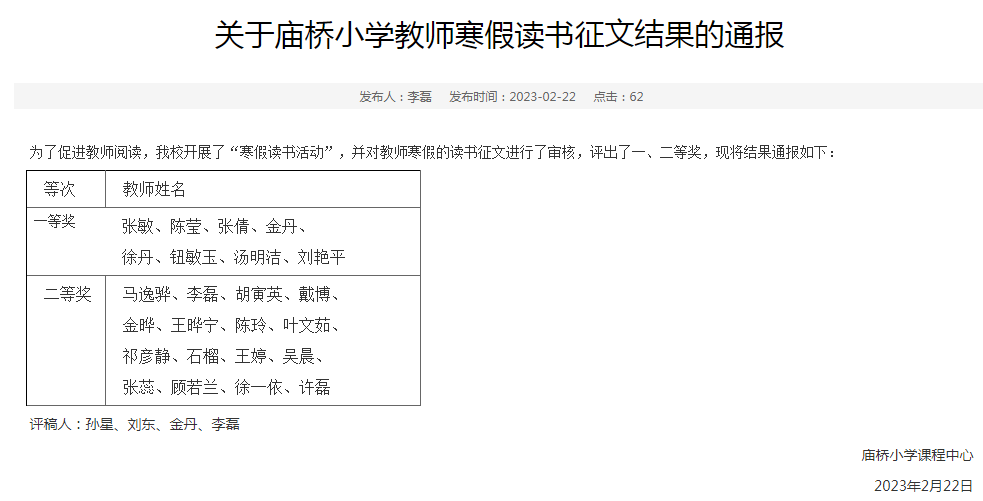 关于庙桥小学教师寒假读书征文结果的通报
发布人：李磊 发布时间：2023-02-22 点击：62
为了促进教师阅读，我校开展了“寒假读书活动”，并对教师寒假的读书征文进行了审核，评出了一、二等奖，现将结果通报如下：
等次 教师姓名
一等奖 张敏、陈莹、张倩、金丹、
徐丹、钮敏玉、汤明洁、刘艳平
二等奖 马逸骅、李磊、胡寅英、戴博、
金晔、王晔宁、陈玲、叶文茹、
祁彦静、石榴、王婷、吴晨、
张蕊、顾若兰、徐一依、许磊
评稿人：孙星、刘东、金丹、李磊
庙桥小学课程中心
2023年2月22日